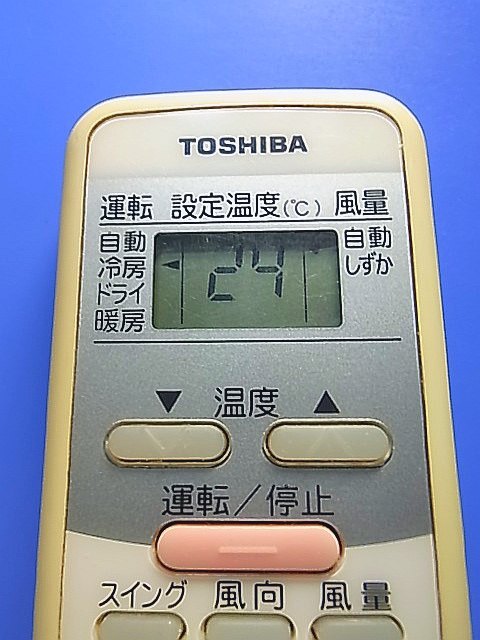 TOSHIBA
運転 設定温度(℃) 風量
自動 24 自動
冷房 しずか
ドライ
暖房
▼ 温度 ▲
運転/停止
スイング 風向 風量